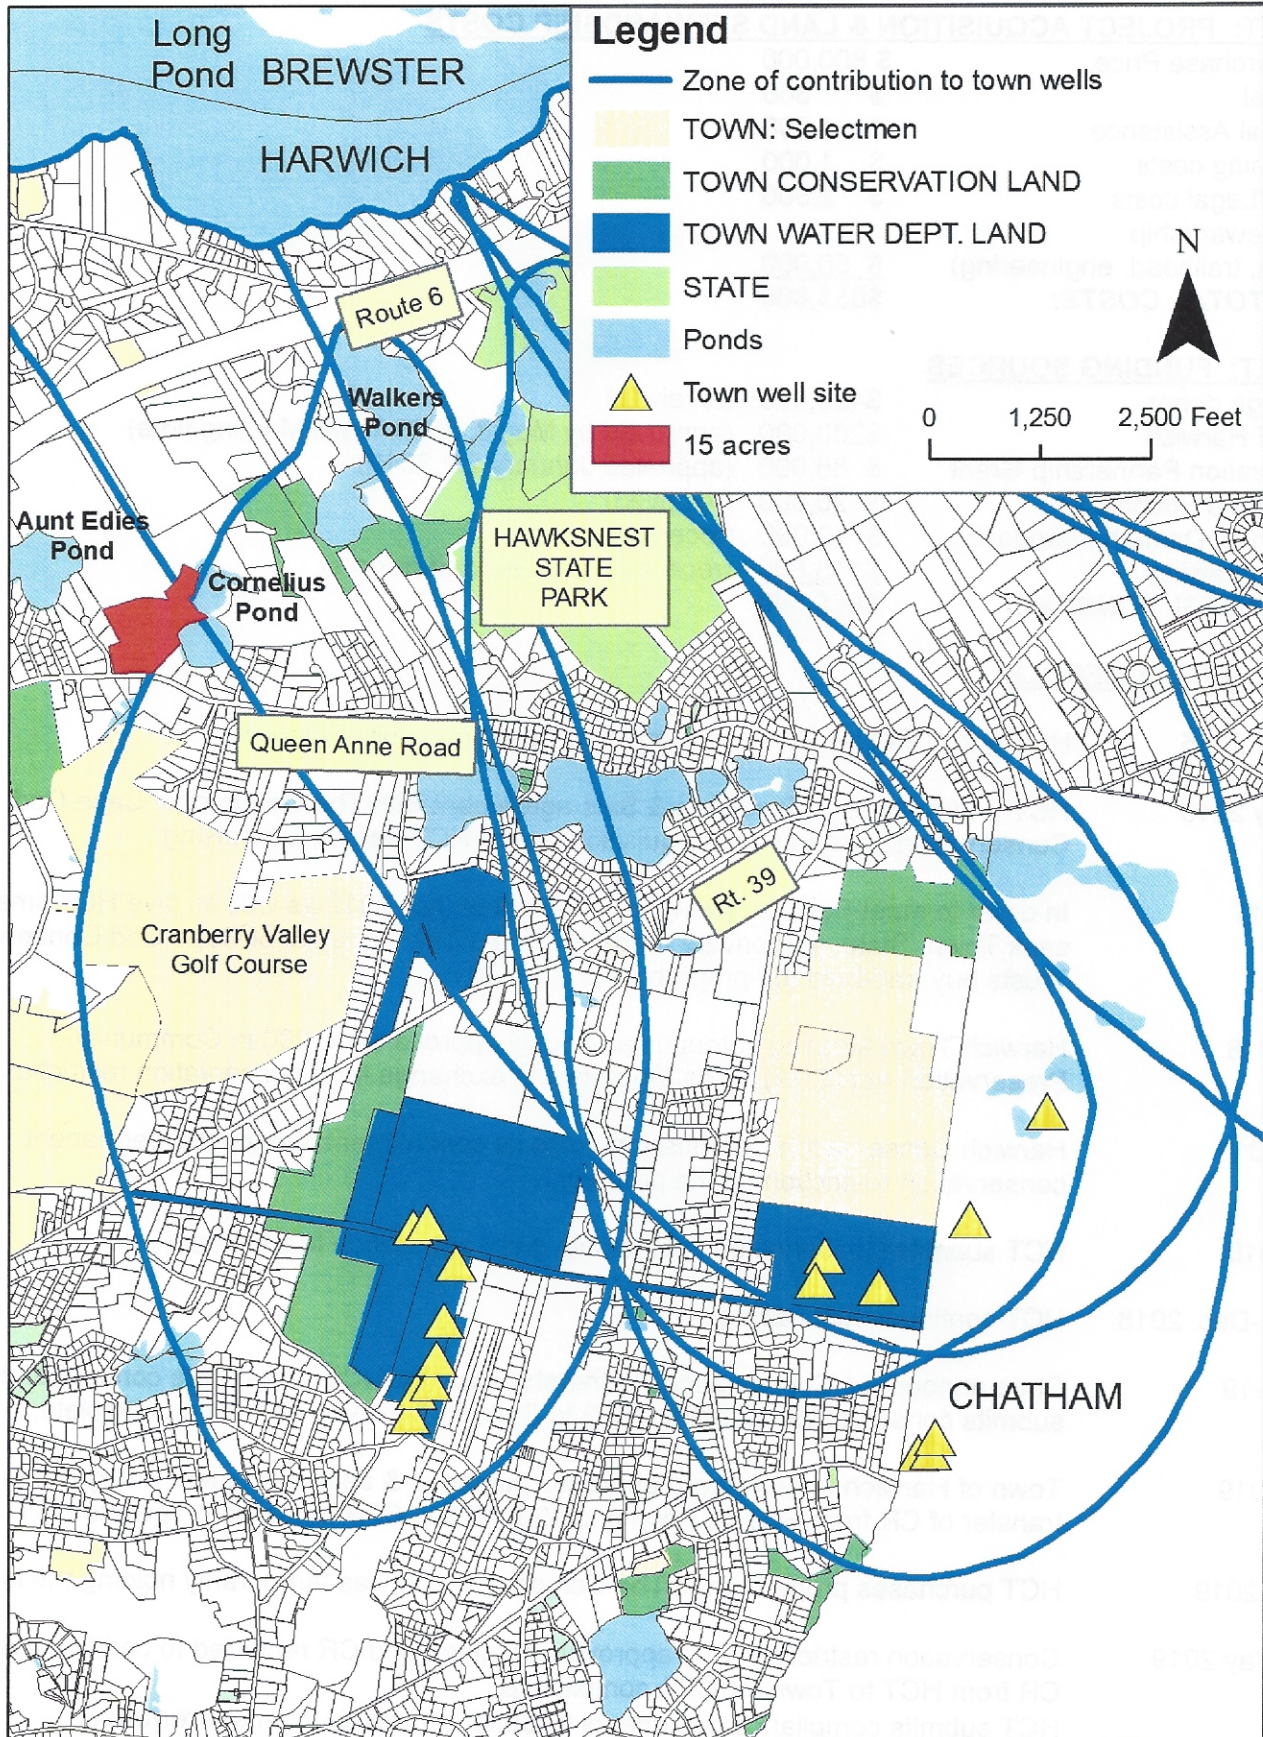 Long
Pond
BREWSTER
HARWICH
Legend
Zone of contribution to town wells
TOWN: Selectmen
TOWN CONSERVATION LAND
TOWN WATER DEPT. LAND
STATE
Ponds
Town well site
15 acres
N
0 1,250 2,500 Feet
Route 6
Walkers
Pond
Aunt Edies
Pond
Cornelius
Pond
HAWKSNEST
STATE
PARK
Queen Anne Road
Rt. 39
Cranberry Valley
Golf Course
CHATHAM